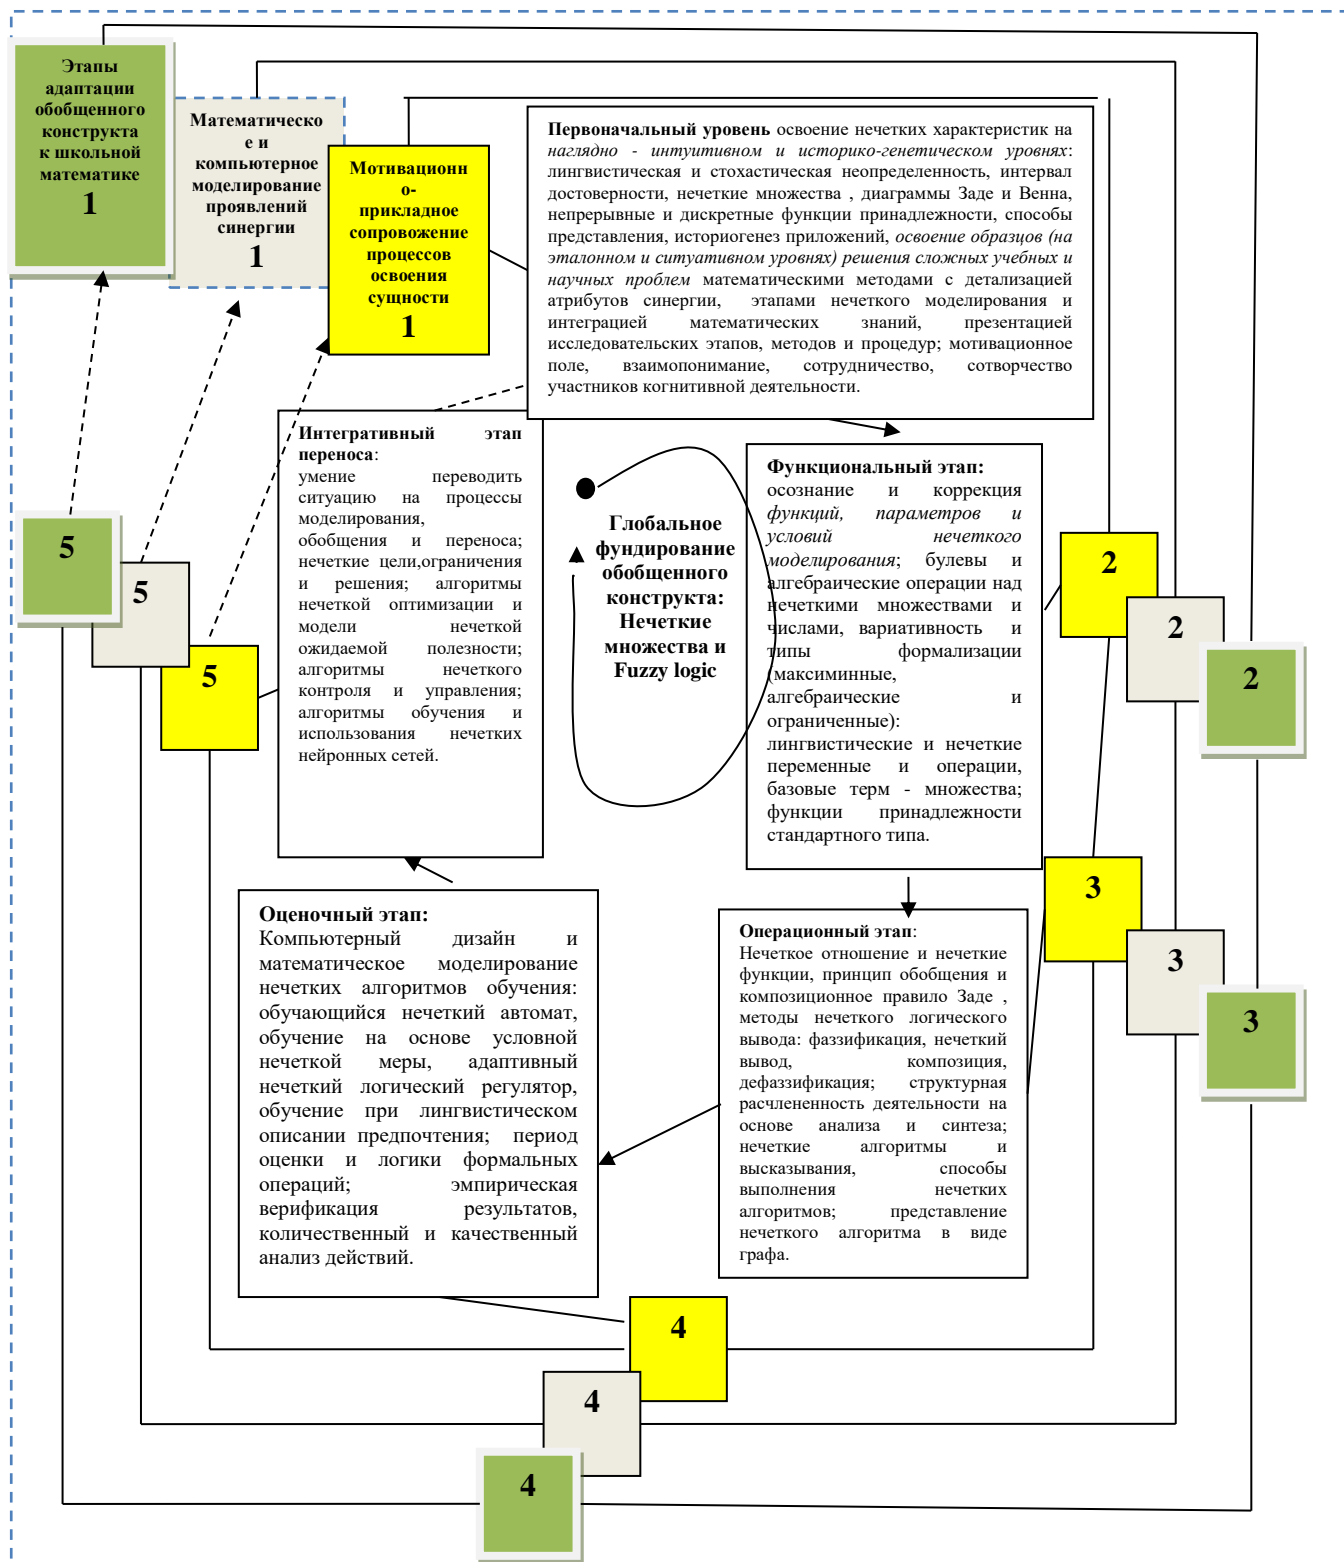 Этапы
адаптации
обобщенного
конструкта
к школьной
математике
1
Математическо
е и
компьютерное
моделирование
проявлений
синергии
1
Мотивационн
о-
прикладное
сопровожение
процессов
освоения
сущности
1
Первоначальный уровень освоение нечетких характеристик на
наглядно - интуитивном и историко-генетическом уровнях:
лингвистическая и стохастическая неопределенность, интервал
достоверности, нечеткие множества , диаграммы Заде и Венна,
непрерывные и дискретные функции принадлежности, способы
представления, историогенез приложений, освоение образцов (на
эталонном и ситуативном уровнях) решения сложных учебных и
научных проблем математическими методами с детализацией
атрибутов синергии, этапами нечеткого моделирования и
интеграцией математических знаний, презентацией
исследовательских этапов, методов и процедур; мотивационное
поле, взаимопонимание, сотрудничество, сотворчество
участников когнитивной деятельности.
Интегративный этап
переноса:
умение переводить
ситуацию на процессы
моделирования,
обобщения и переноса;
нечеткие цели,ограничения
и решения; алгоритмы
нечеткой оптимизации и
модели нечеткой
ожидаемой полезности;
алгоритмы нечеткого
контроля и управления;
алгоритмы обучения и
использования нечетких
нейронных сетей.
Глобальное
фундирование
обобщенного
конструкта:
Нечеткие
множества и
Fuzzy logic
Функциональный этап:
осознание и коррекция
функций, параметров и
условий нечеткого
моделирования; булевы и
алгебраические операции над
нечеткими множествами и
числами, вариативность и
типы формализации
(максиминные,
алгебраические и
ограниченные):
лингвистические и нечеткие
переменные и операции,
базовые терм - множества;
функции принадлежности
стандартного типа.
5
5
5
2
2
2
3
3
3
Оценочный этап:
Компьютерный дизайн и
математическое моделирование
нечетких алгоритмов обучения:
обучающийся нечеткий автомат,
обучение на основе условной
нечеткой меры, адаптивный
нечеткий логический регулятор,
обучение при лингвистическом
описании предпочтения; период
оценки и логики формальных
операций; эмпирическая
верификация результатов,
количественный и качественный
анализ действий.
Операционный этап:
Нечеткое отношение и нечеткие
функции, принцип обобщения и
композиционное правило Заде ,
методы нечеткого логического
вывода: фаззификация, нечеткий
вывод, композиция,
дефаззификация; структурная
расчлененность деятельности на
основе анализа и синтеза;
нечеткие алгоритмы и
высказывания, способы
выполнения нечетких
алгоритмов; представление
нечеткого алгоритма в виде
графа.
4
4
4